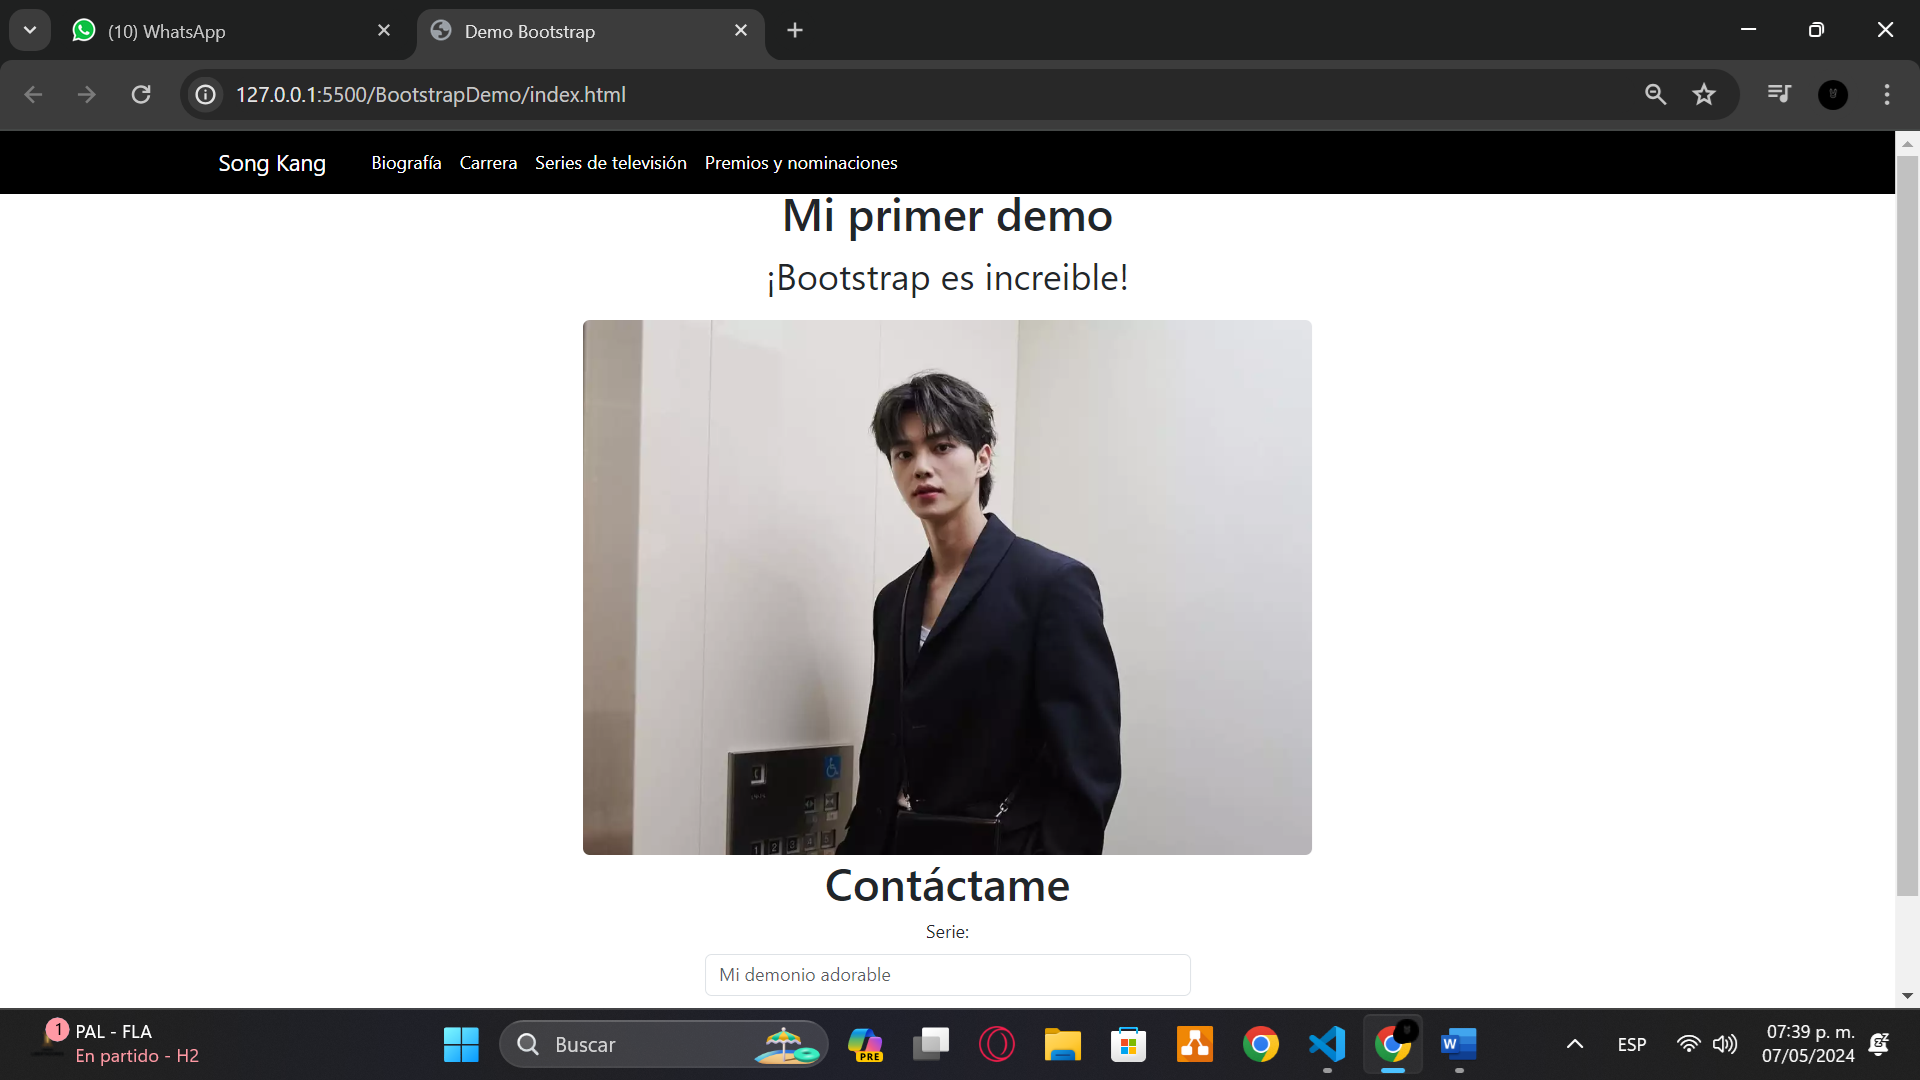 (10) WhatsApp
Demo Bootstrap
127.0.0.1:5500/BootstrapDemo/index.html
Song Kang
Biografía
Carrera
Series de televisión
Premios y nominaciones
Mi primer demo
¡Bootstrap es increible!
Contáctame
Serie:
Mi demonio adorable
1
PAL - FLA
En partido - H2
Buscar
PRE
ESP
07:39 p. m.
07/05/2024